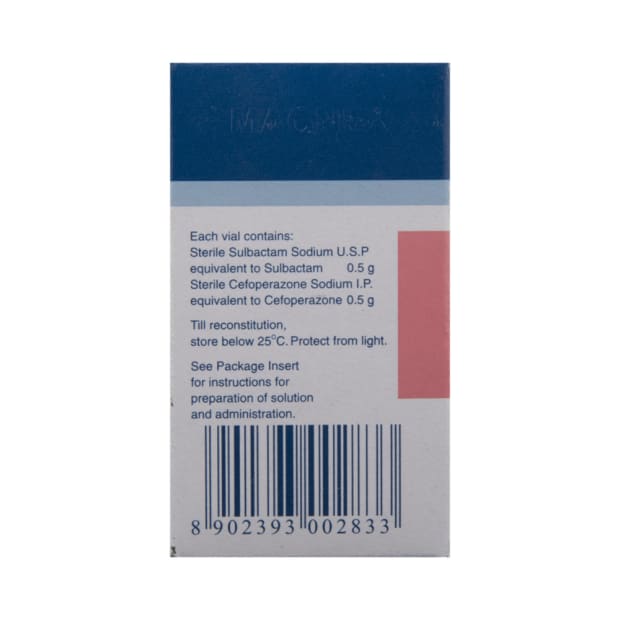 Each vial contains:
Sterile Sulbactam Sodium U.S.P
equivalent to Sulbactam 0.5 g
Sterile Cefoperazone Sodium I.P.
equivalent to Cefoperazone 0.5 g
Till reconstitution,
store below 25°C. Protect from light.
See Package Insert
for instructions for
preparation of solution
and administration.
8 902393 002833